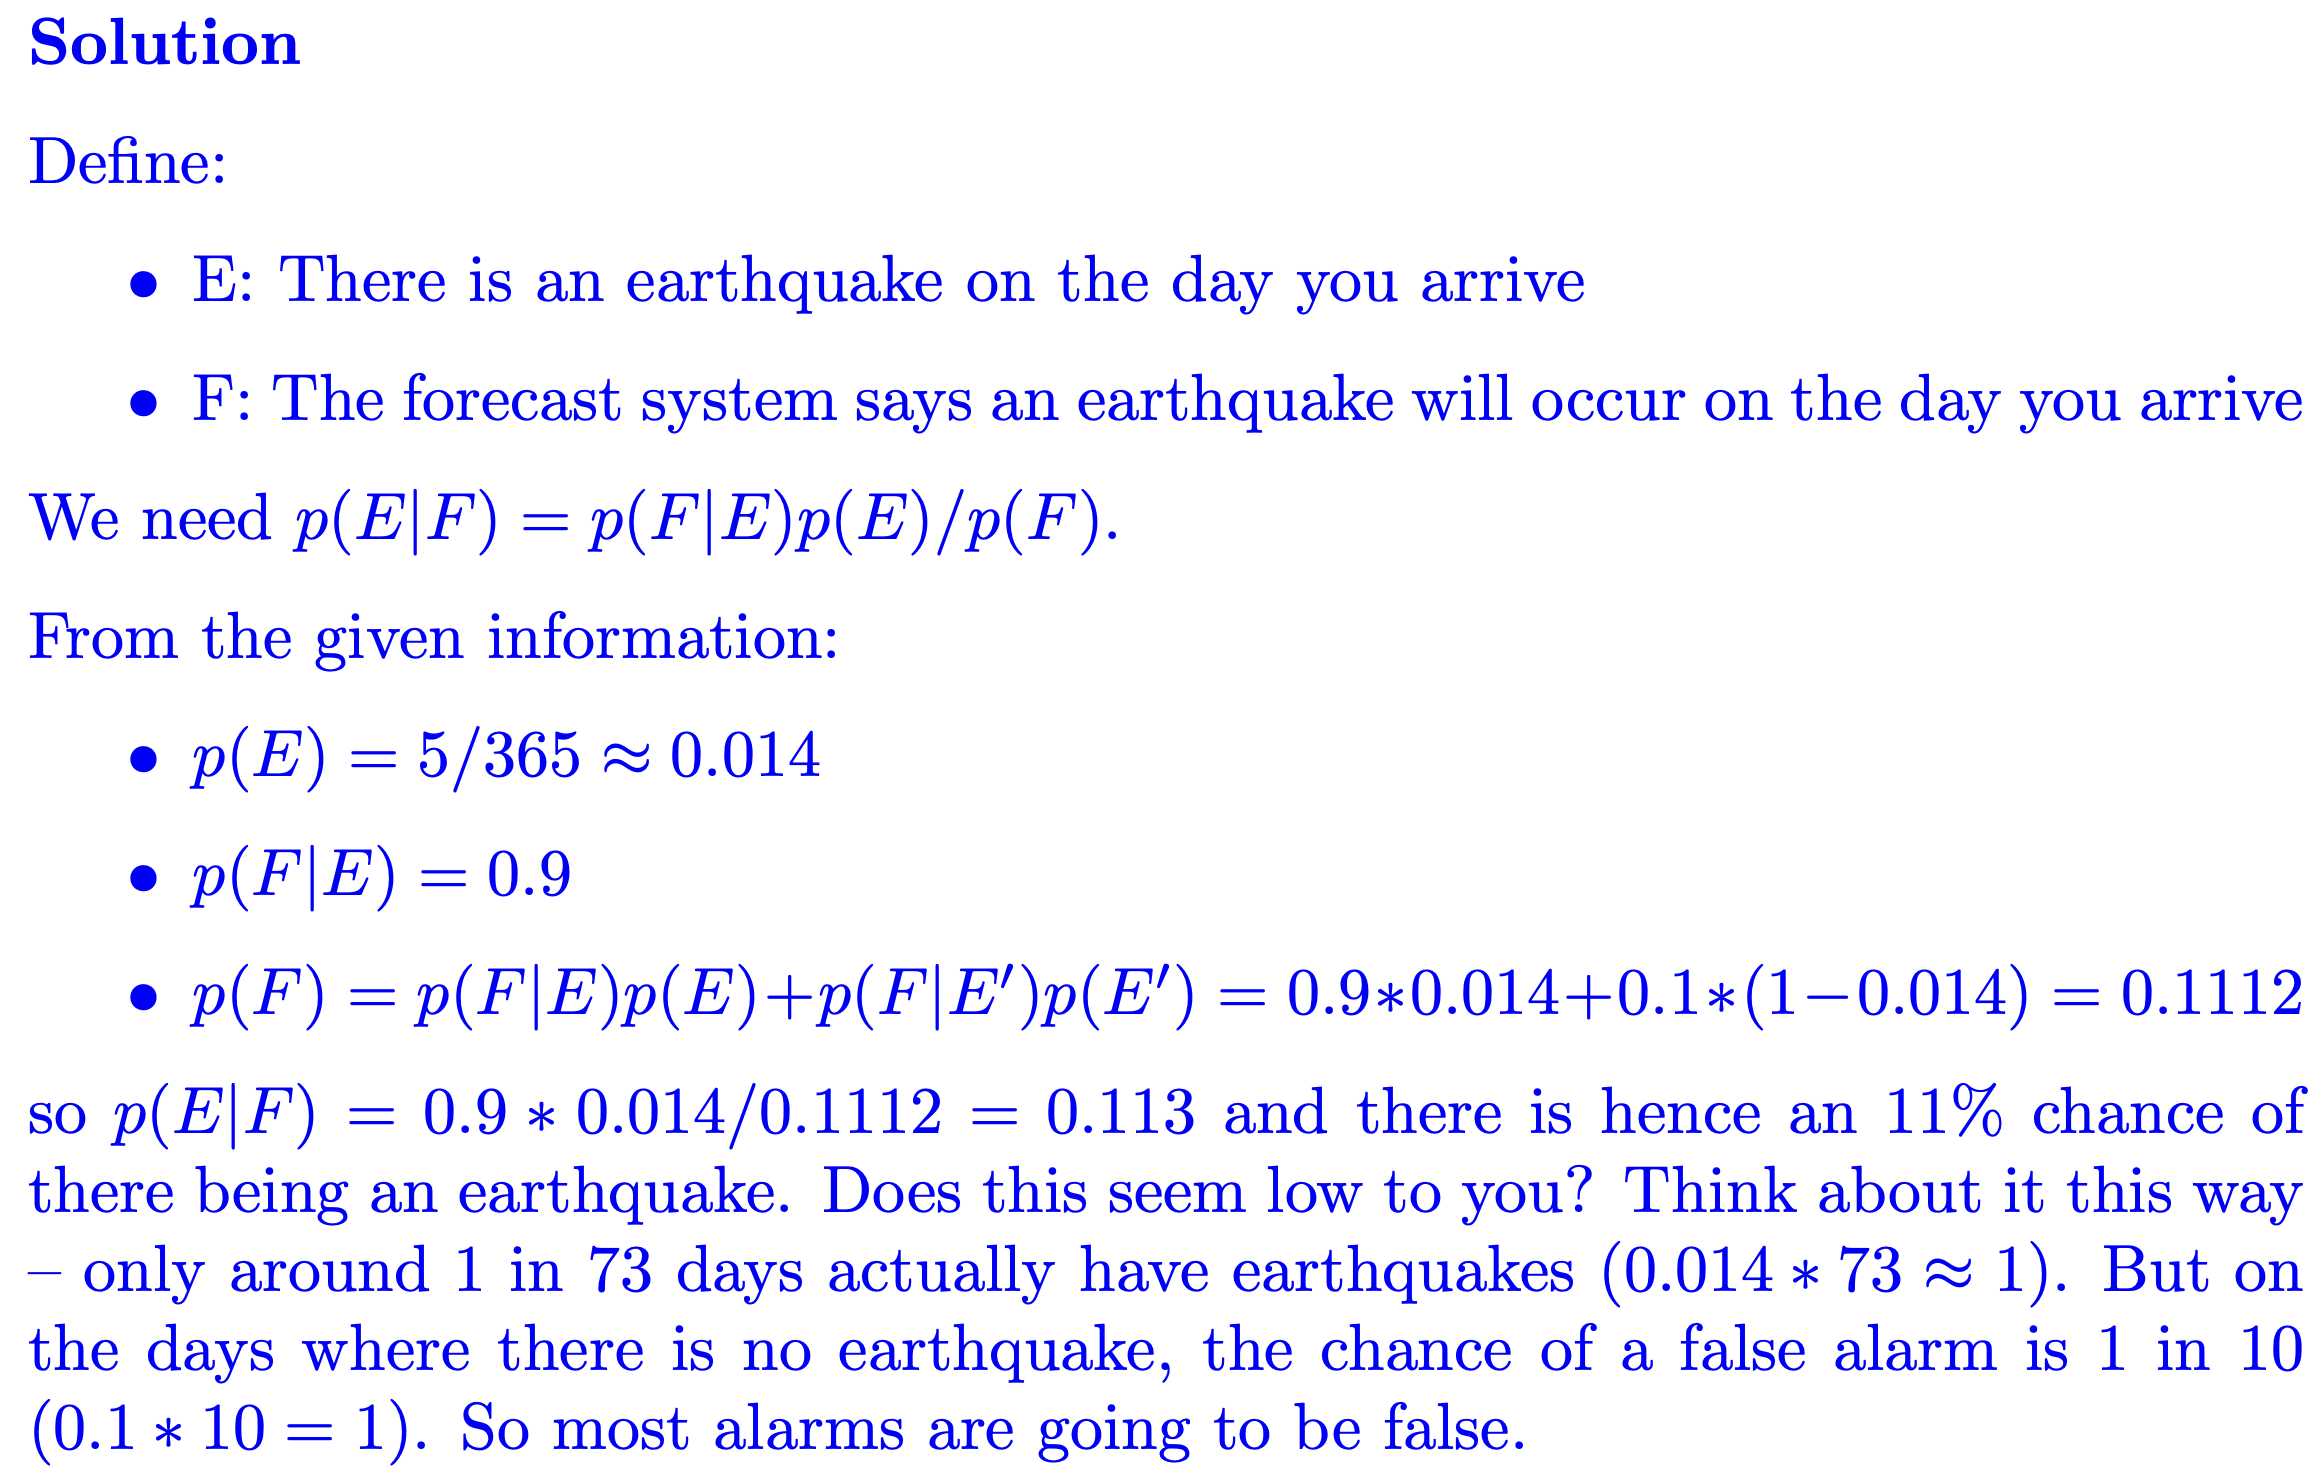 Solution
Define:
• E: There is an earthquake on the day you arrive
• F: The forecast system says an earthquake will occur on the day you arrive
We need p(E|F) = p(F|E)p(E)/p(F).
From the given information:
• p(E) = 5/365 ≈ 0.014
• p(F|E) = 0.9
• p(F) = p(F|E)p(E)+p(F|E′)p(E′) = 0.9∗0.014+0.1∗(1−0.014) = 0.1112
so p(E|F) = 0.9 ∗ 0.014/0.1112 = 0.113 and there is hence an 11% chance of
there being an earthquake. Does this seem low to you? Think about it this way
– only around 1 in 73 days actually have earthquakes (0.014 ∗ 73 ≈ 1). But on
the days where there is no earthquake, the chance of a false alarm is 1 in 10
(0.1 ∗ 10 = 1). So most alarms are going to be false.